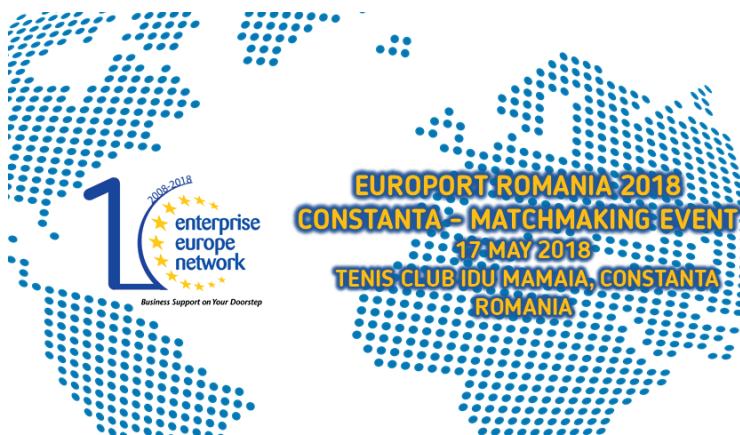 2008-2018
10
enterprise
europe
network
Business Support on Your Doorstep
EUROPORT ROMANIA 2018
CONSTANTA – MATCHMAKING EVENT
17 MAY 2018
TENIS CLUB IDU MAMAIA, CONSTANTA
ROMANIA